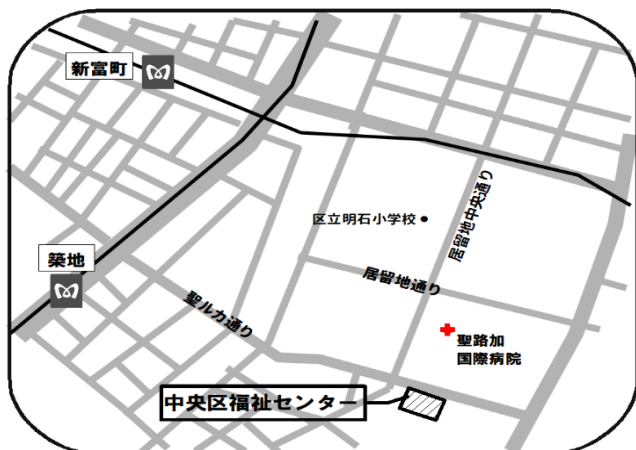 新富町
居留地中央通り
区立明石小学校
築地
居留地通り
聖ルカ通り
聖路加
国際病院
中央区福祉センター